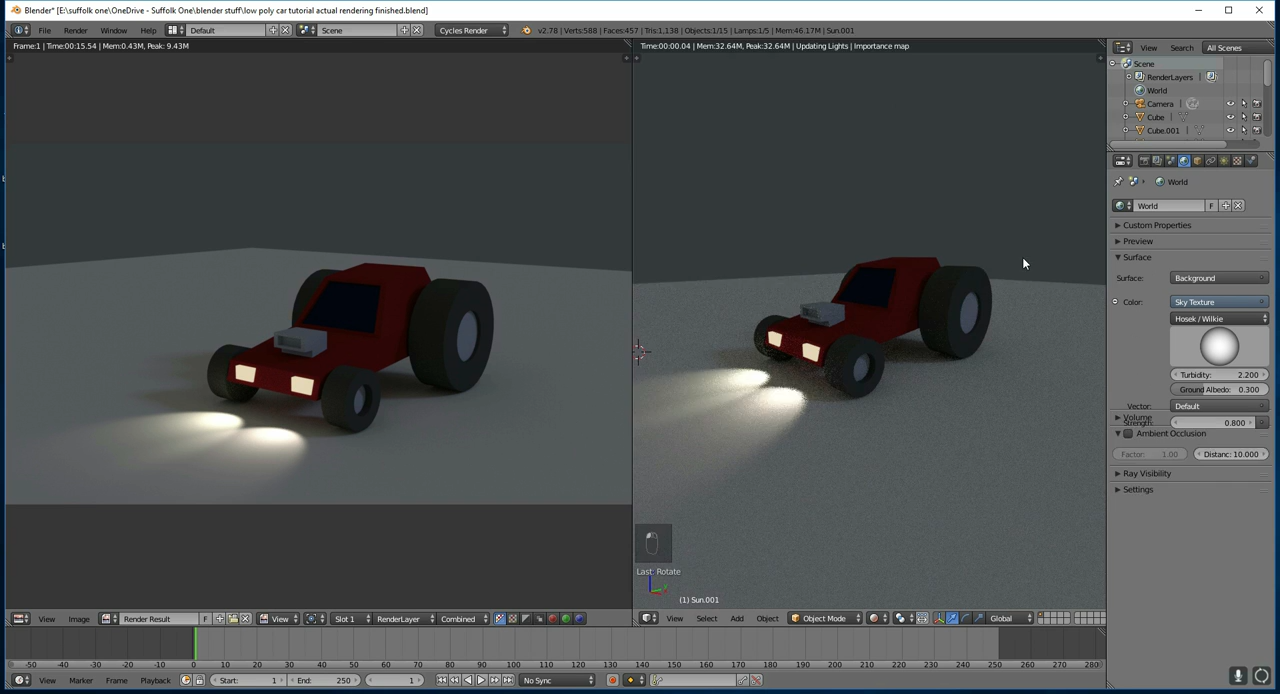 Blender* [E:\suffolk one\OneDrive - Suffolk One\blender stuff\low poly car tutorial actual rendering finished.blend]
File Render Window Help Default Scene Cycles Render v2.78 | Verts:588 | Faces:457 | Tris:1,138 | Objects:1/15 | Lamps:1/5 | Mem:46.17M | Sun.001
View Search All Scenes
Frame:1 | Time:00:15.54 | Mem:0.43M, Peak: 9.43M
Time:00:00.04 | Mem:32.64M, Peak:32.64M | Updating Lights | Importance map
Scene
RenderLayers
World
Camera
Cube
Cube.001
World
World F
Custom Properties
Preview
Surface
Surface: Background
Color: Sky Texture
Hosek / Wilkie
Turbidity: 2.200
Ground Albedo: 0.300
Vector: Default
Volume
Strength: 0.800
Ambient Occlusion
Factor: 1.00 Distanc: 10.000
Ray Visibility
Settings
Last: Rotate
(1) Sun.001
View Image Render Result F View Slot 1 RenderLayer Combined
View Select Add Object Object Mode Global
-50 -40 -30 -20 -10 0 10 20 30 40 50 60 70 80 90 100 110 120 130 140 150 160 170 180 190 200 210 220 230 240 250 260 270 280
View Marker Frame Playback Start: 1 End: 250 1 No Sync